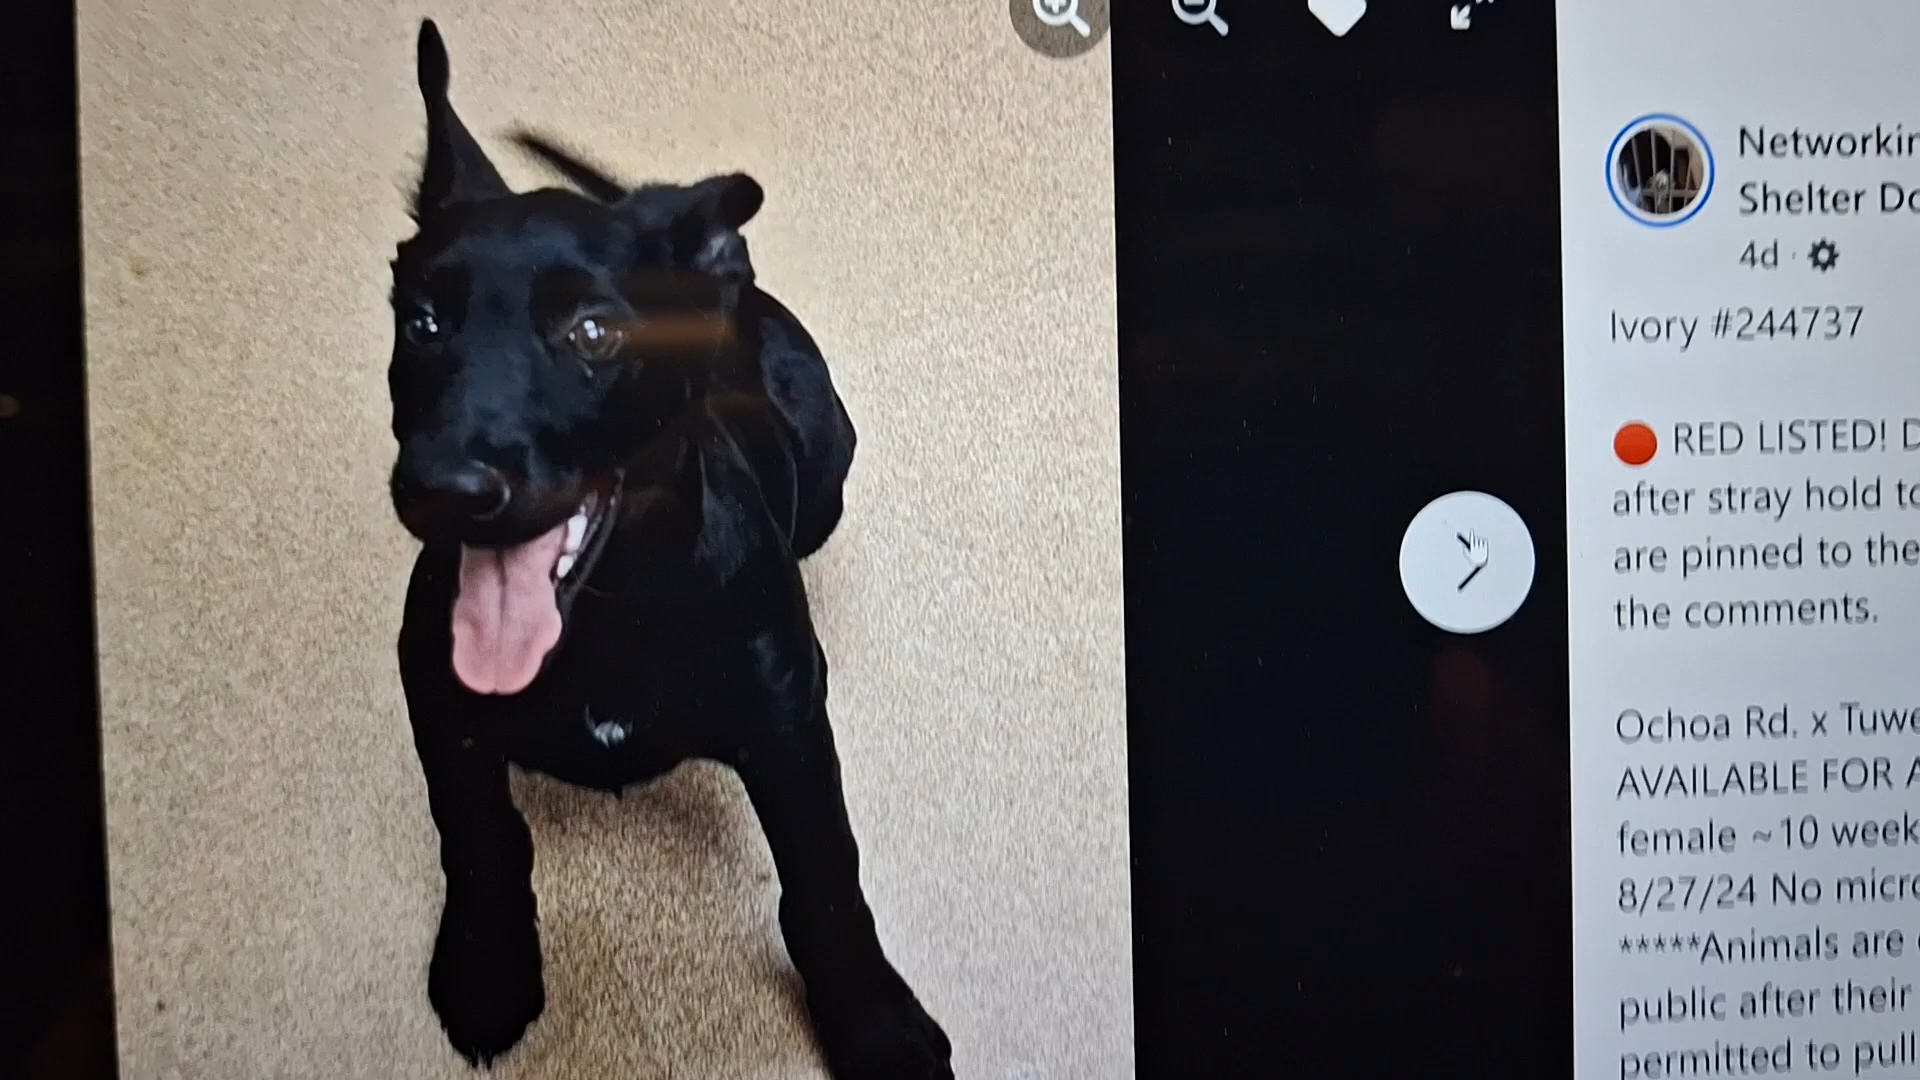 Networkin
Shelter Do
4d ·
Ivory #244737
🔴 RED LISTED! D
after stray hold to
are pinned to the
the comments.
Ochoa Rd. x Tuwe
AVAILABLE FOR A
female ~10 week
8/27/24 No micro
*****Animals are
public after their
permitted to pull